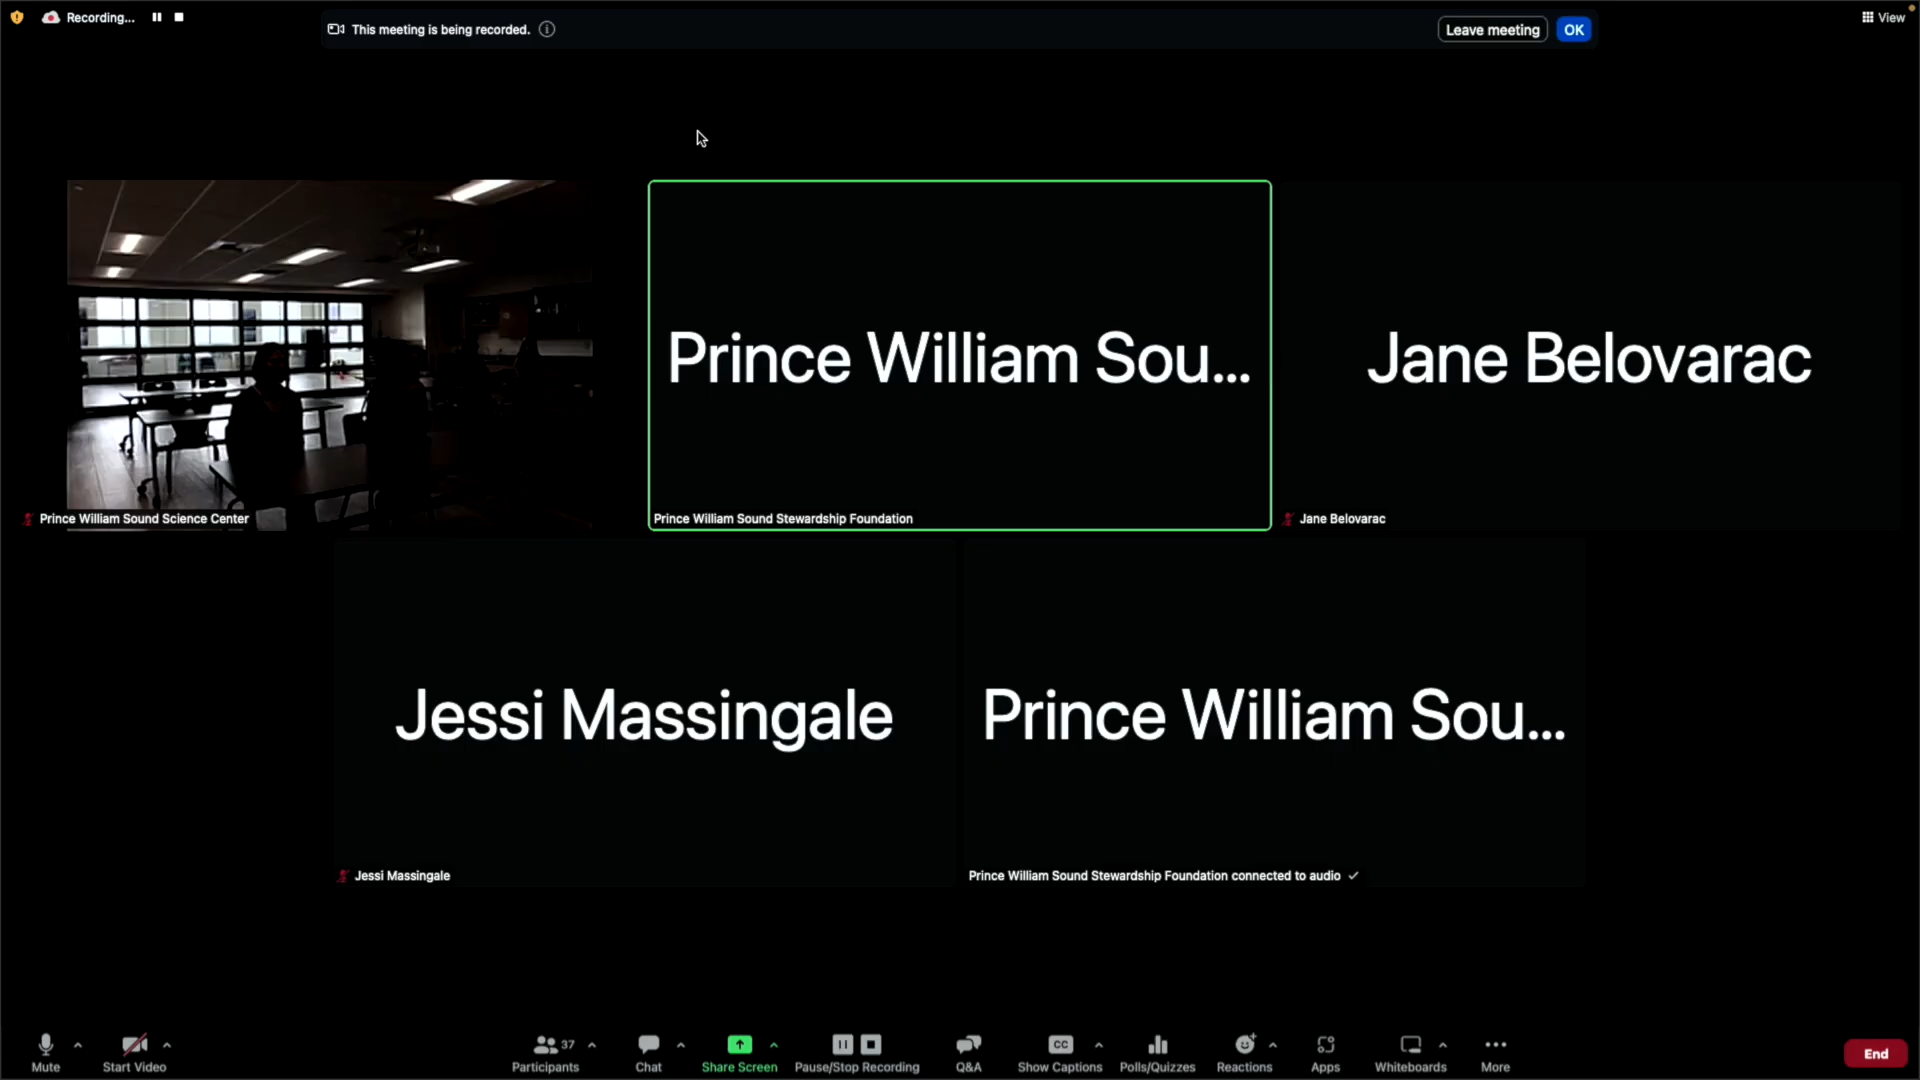 Recording...
This meeting is being recorded.
Leave meeting
OK
View
Prince William Sou...
Jane Belovarac
Prince William Sound Science Center
Prince William Sound Stewardship Foundation
Jane Belovarac
Jessi Massingale
Prince William Sou...
Jessi Massingale
Prince William Sound Stewardship Foundation connected to audio
Mute
Start Video
37
Participants
Chat
Share Screen
Pause/Stop Recording
Q&A
CC
Show Captions
Polls/Quizzes
Reactions
Apps
Whiteboards
More
End